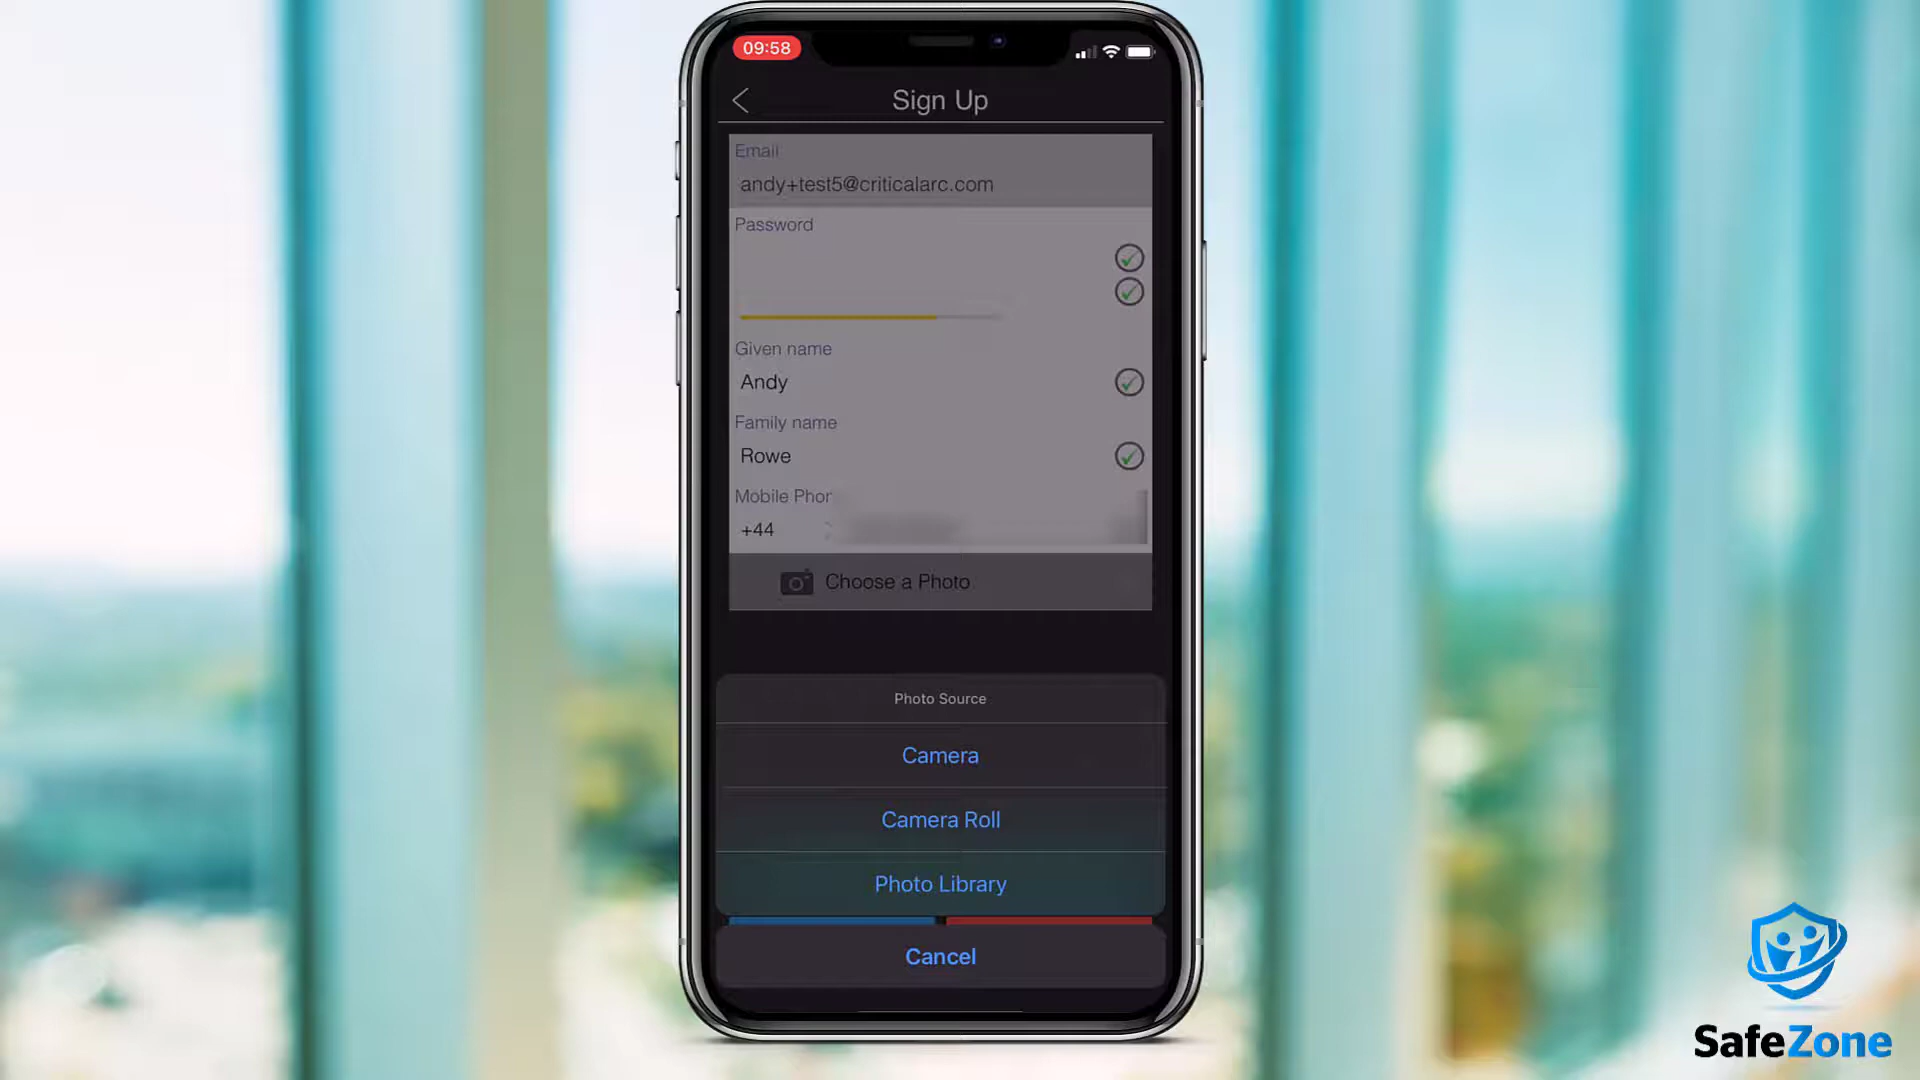 09:58
Sign Up
Email
andy+test5@criticalarc.com
Password
Given name
Andy
Family name
Rowe
Mobile Phon
+44
Choose a Photo
Photo Source
Camera
Camera Roll
Photo Library
Cancel
SafeZone